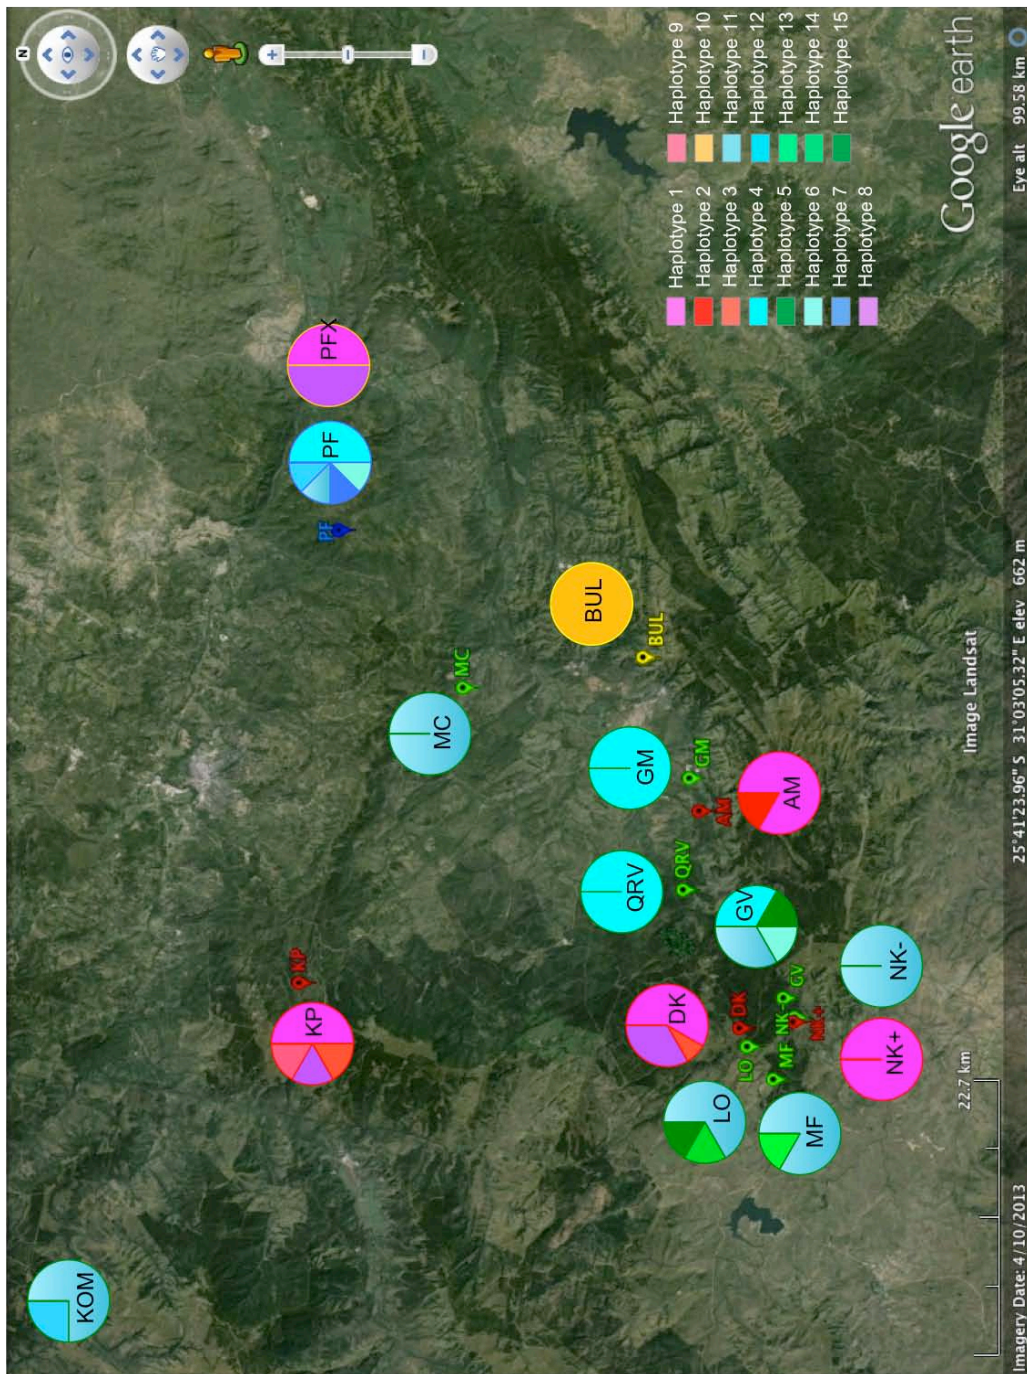 N
KOM
KP
KP
LO
LO
MF
MF
DK
DK
NK+
NK+
NK-
NK-
GV
GV
QRV
QRV
AM
AM
GM
GM
MC
MC
BUL
BUL
PF
PF
PFX
Haplotype 1
Haplotype 2
Haplotype 3
Haplotype 4
Haplotype 5
Haplotype 6
Haplotype 7
Haplotype 8
Haplotype 9
Haplotype 10
Haplotype 11
Haplotype 12
Haplotype 13
Haplotype 14
Haplotype 15
22.7 km
Image Landsat
Google earth
Imagery Date: 4/10/2013
25°41'23.96" S 31°03'05.32" E elev 662 m
Eye alt 99.58 km